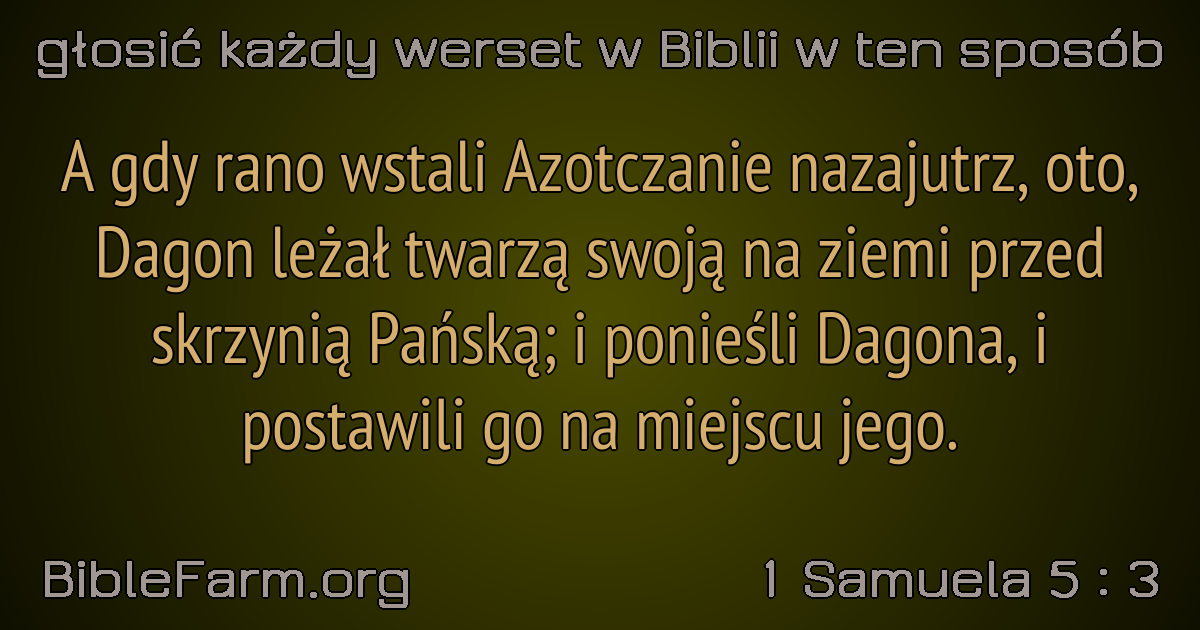 głosić każdy werset w Biblii w ten sposób
A gdy rano wstali Azotczanie nazajutrz, oto,
Dagon leżał twarzą swoją na ziemi przed
skrzynią Pańską; i ponieśli Dagona, i
postawili go na miejscu jego.
BibleFarm.org
1 Samuela 5 : 3